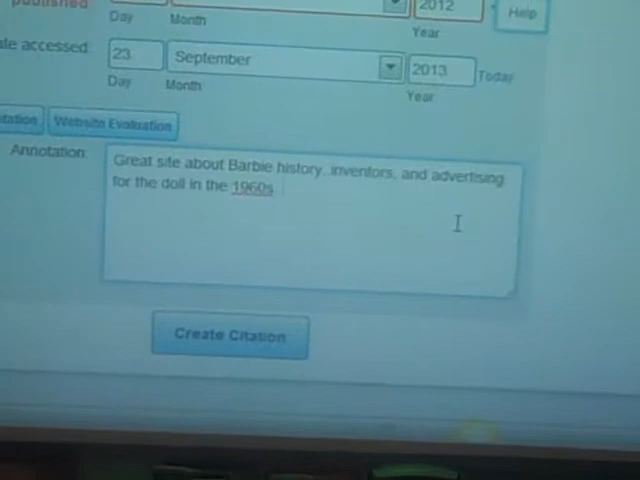 published
2012
Help
Day Month
Year
accessed 23 September 2013 Today
Day Month
Year
Website Evaluation
Annotation: Great site about Barbie history, inventors, and advertising
for the doll in the 1960s
Create Citation